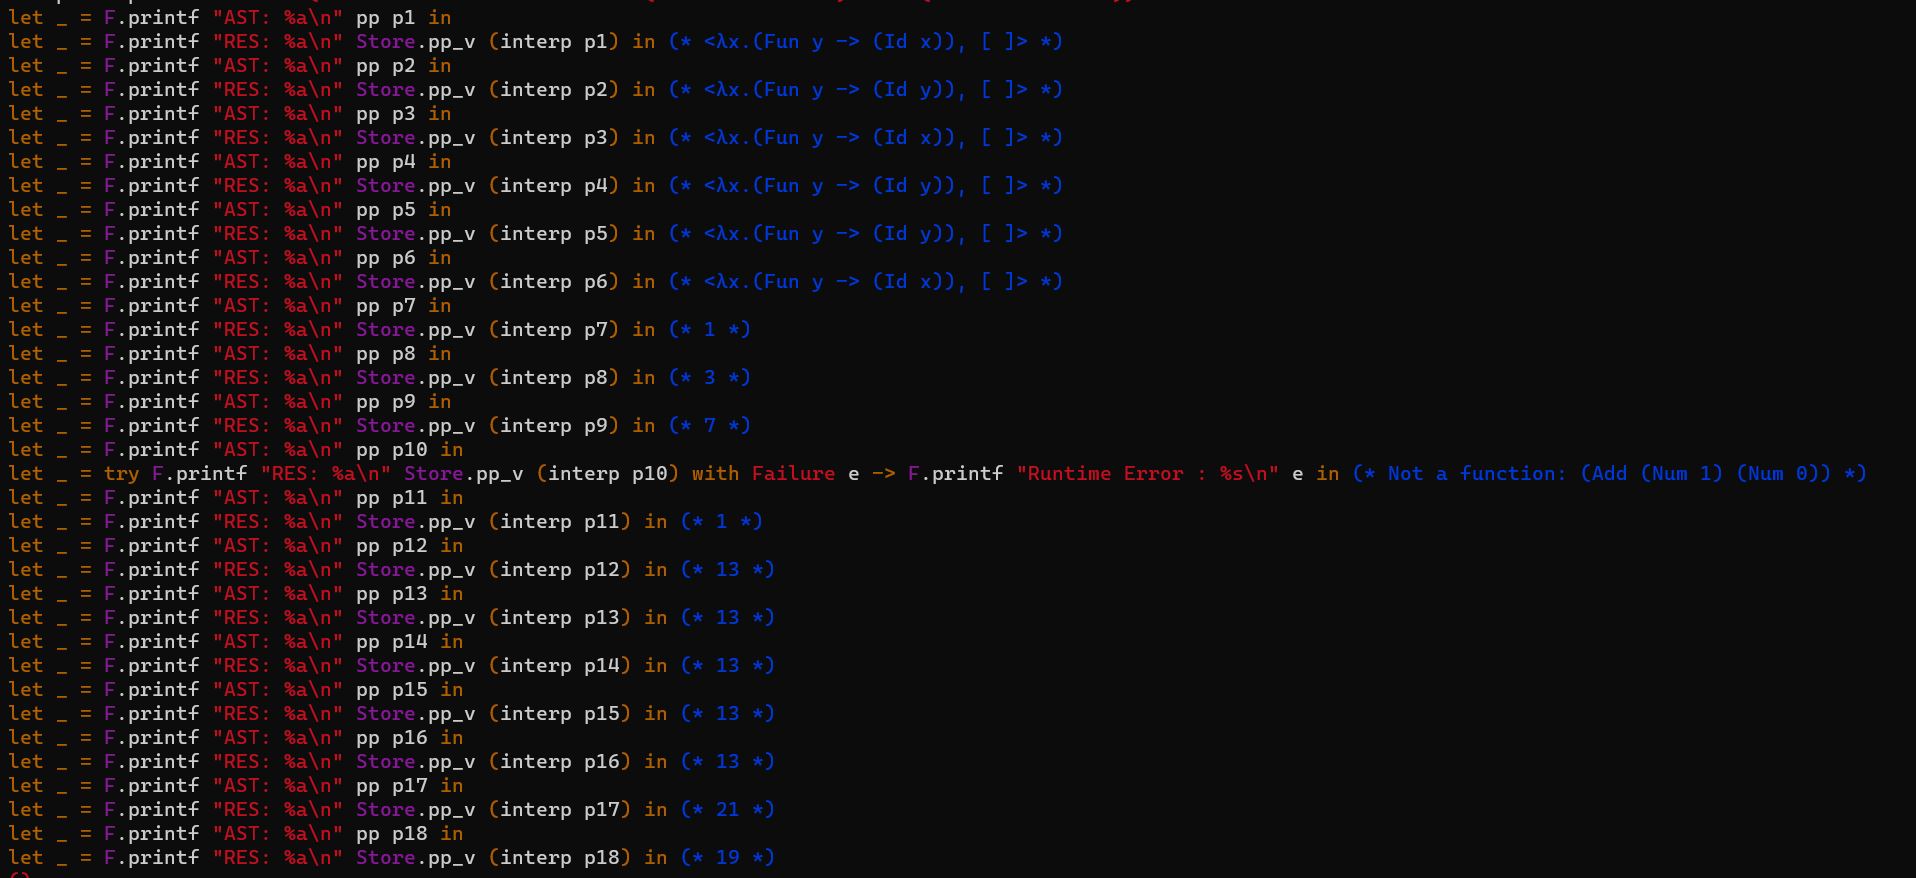 let _ = F.printf "AST: %a\n" pp p1 in
let _ = F.printf "RES: %a\n" Store.pp_v (interp p1) in (* <λx.(Fun y -> (Id x)), [ ]> *)
let _ = F.printf "AST: %a\n" pp p2 in
let _ = F.printf "RES: %a\n" Store.pp_v (interp p2) in (* <λx.(Fun y -> (Id y)), [ ]> *)
let _ = F.printf "AST: %a\n" pp p3 in
let _ = F.printf "RES: %a\n" Store.pp_v (interp p3) in (* <λx.(Fun y -> (Id x)), [ ]> *)
let _ = F.printf "AST: %a\n" pp p4 in
let _ = F.printf "RES: %a\n" Store.pp_v (interp p4) in (* <λx.(Fun y -> (Id y)), [ ]> *)
let _ = F.printf "AST: %a\n" pp p5 in
let _ = F.printf "RES: %a\n" Store.pp_v (interp p5) in (* <λx.(Fun y -> (Id y)), [ ]> *)
let _ = F.printf "AST: %a\n" pp p6 in
let _ = F.printf "RES: %a\n" Store.pp_v (interp p6) in (* <λx.(Fun y -> (Id x)), [ ]> *)
let _ = F.printf "AST: %a\n" pp p7 in
let _ = F.printf "RES: %a\n" Store.pp_v (interp p7) in (* 1 *)
let _ = F.printf "AST: %a\n" pp p8 in
let _ = F.printf "RES: %a\n" Store.pp_v (interp p8) in (* 3 *)
let _ = F.printf "AST: %a\n" pp p9 in
let _ = F.printf "RES: %a\n" Store.pp_v (interp p9) in (* 7 *)
let _ = F.printf "AST: %a\n" pp p10 in
let _ = try F.printf "RES: %a\n" Store.pp_v (interp p10) with Failure e -> F.printf "Runtime Error : %s\n" e in (* Not a function: (Add (Num 1) (Num 0)) *)
let _ = F.printf "AST: %a\n" pp p11 in
let _ = F.printf "RES: %a\n" Store.pp_v (interp p11) in (* 1 *)
let _ = F.printf "AST: %a\n" pp p12 in
let _ = F.printf "RES: %a\n" Store.pp_v (interp p12) in (* 13 *)
let _ = F.printf "AST: %a\n" pp p13 in
let _ = F.printf "RES: %a\n" Store.pp_v (interp p13) in (* 13 *)
let _ = F.printf "AST: %a\n" pp p14 in
let _ = F.printf "RES: %a\n" Store.pp_v (interp p14) in (* 13 *)
let _ = F.printf "AST: %a\n" pp p15 in
let _ = F.printf "RES: %a\n" Store.pp_v (interp p15) in (* 13 *)
let _ = F.printf "AST: %a\n" pp p16 in
let _ = F.printf "RES: %a\n" Store.pp_v (interp p16) in (* 13 *)
let _ = F.printf "AST: %a\n" pp p17 in
let _ = F.printf "RES: %a\n" Store.pp_v (interp p17) in (* 21 *)
let _ = F.printf "AST: %a\n" pp p18 in
let _ = F.printf "RES: %a\n" Store.pp_v (interp p18) in (* 19 *)